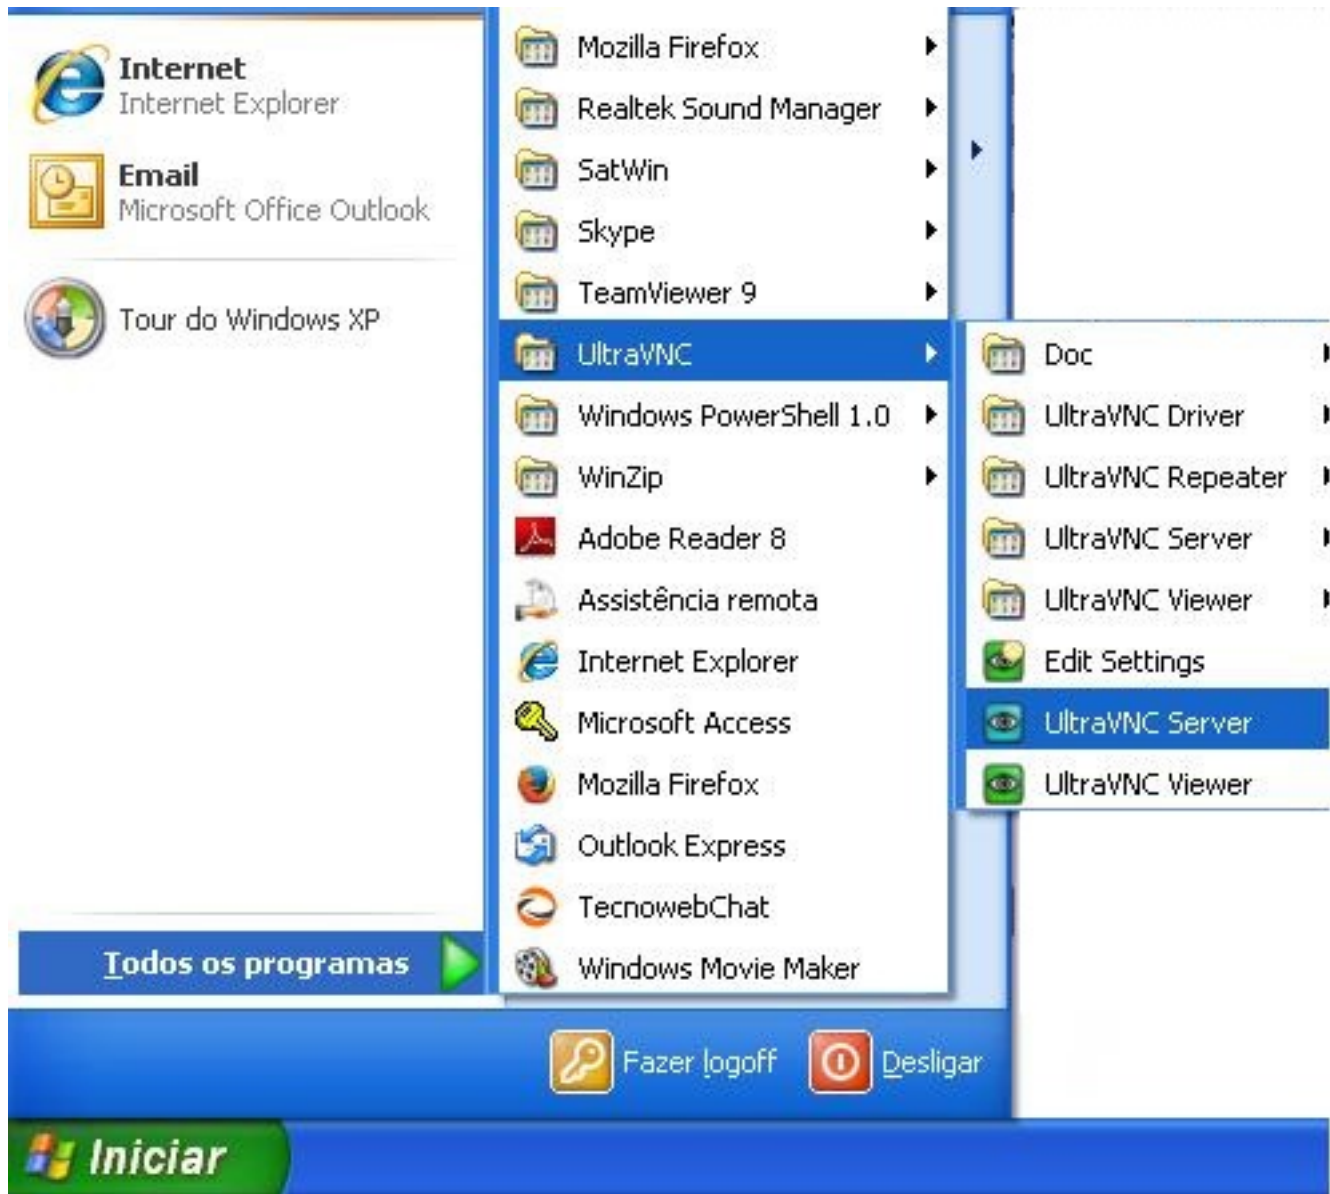 Internet
Internet Explorer
Email
Microsoft Office Outlook
Tour do Windows XP
Todos os programas
Mozilla Firefox
Realtek Sound Manager
SatWin
Skype
TeamViewer 9
UltraVNC
Windows PowerShell 1.0
WinZip
Adobe Reader 8
Assistência remota
Internet Explorer
Microsoft Access
Mozilla Firefox
Outlook Express
TecnowebChat
Windows Movie Maker
Doc
UltraVNC Driver
UltraVNC Repeater
UltraVNC Server
UltraVNC Viewer
Edit Settings
UltraVNC Server
UltraVNC Viewer
Fazer logoff
Desligar
Iniciar